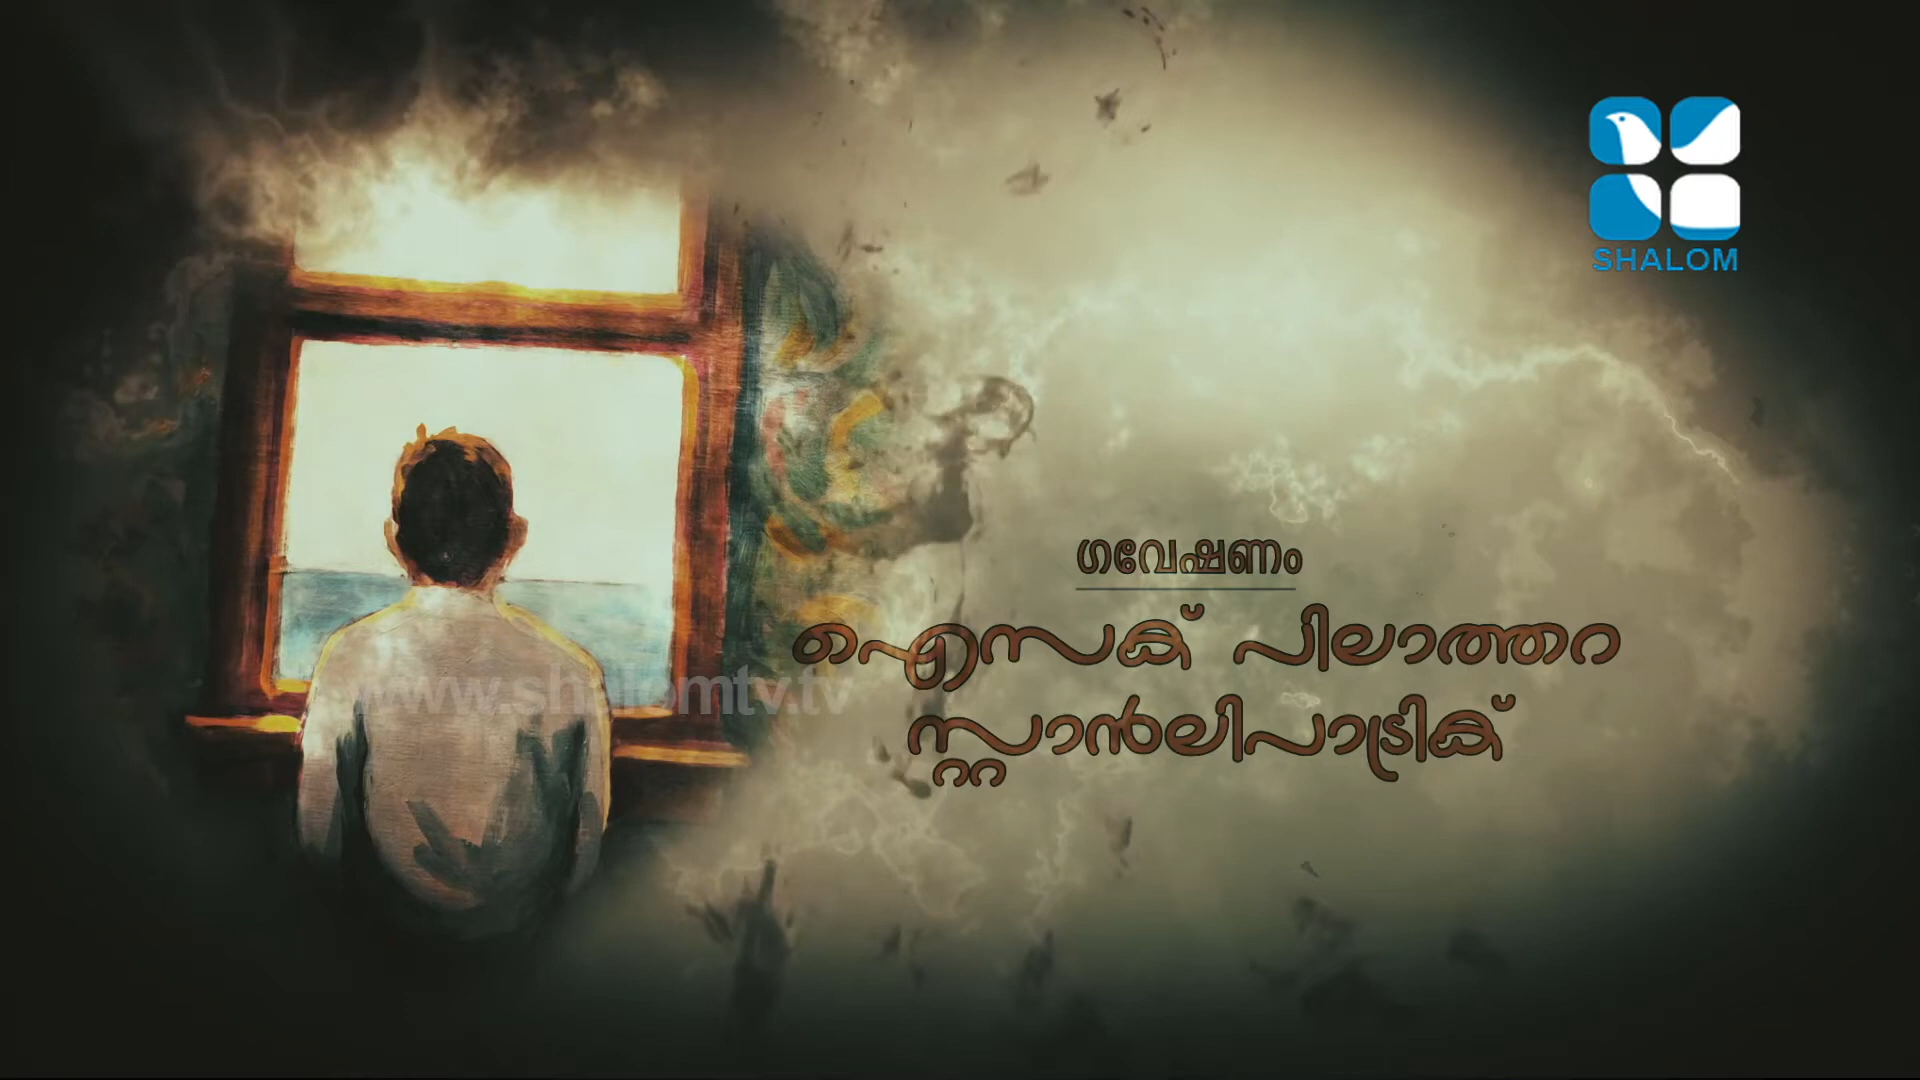 SHALOM
ഗവേഷണം
ഐസക് പിലാത്തറ
സ്റ്റാൻലിപാട്രിക്
www.shalomtv.tv